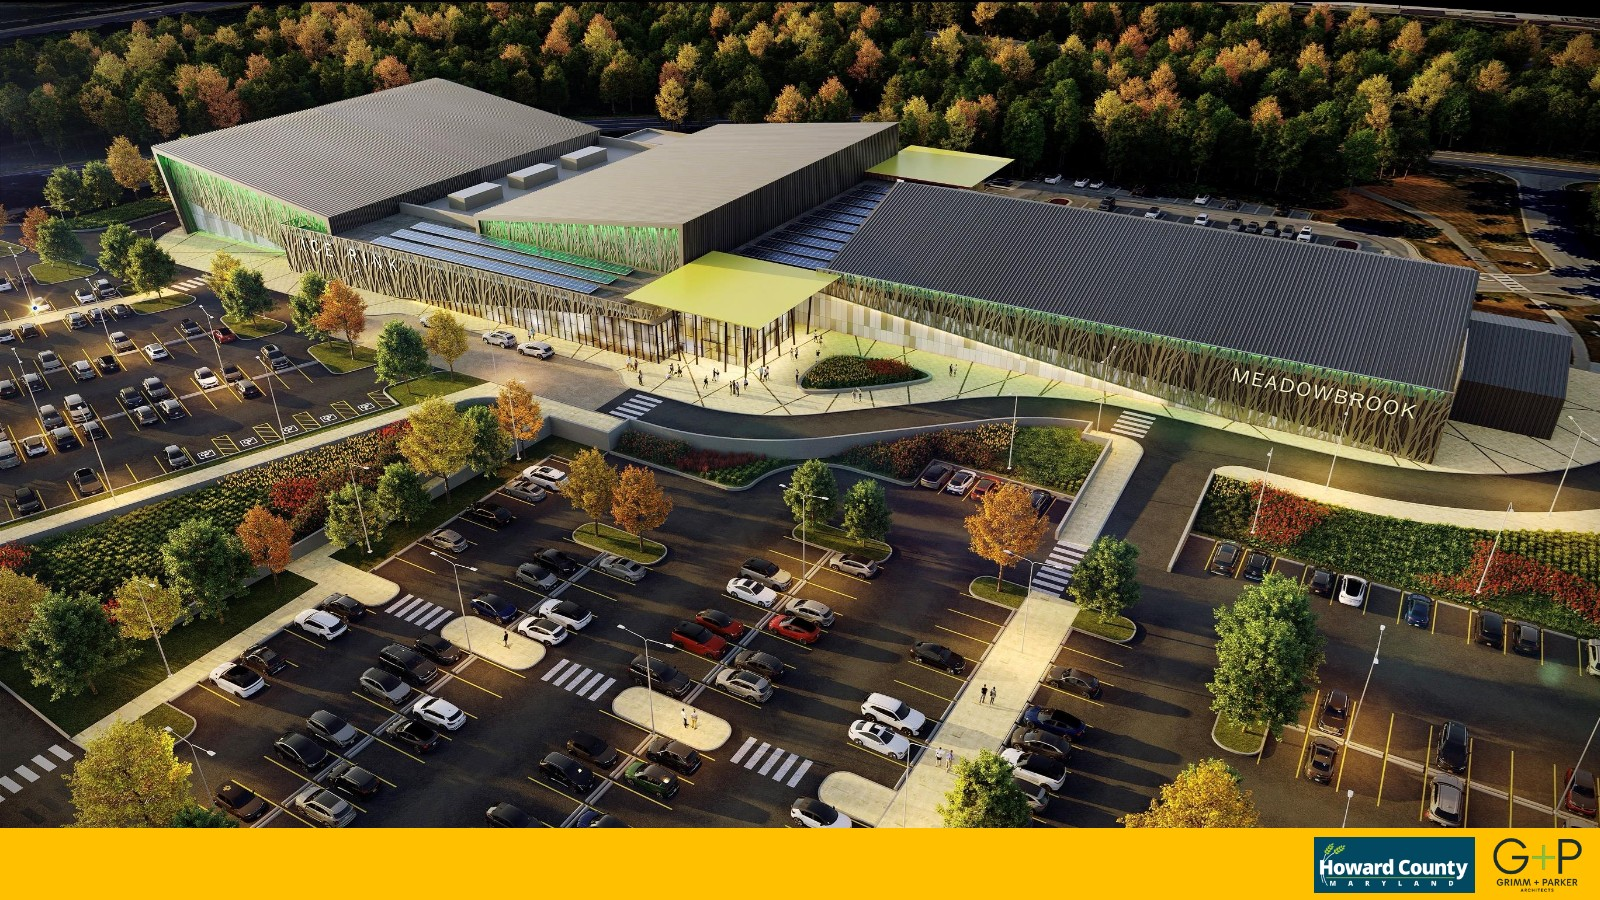 ICE RINK
MEADOWBROOK
Howard County
MARYLAND
G+P
GRIMM + PARKER
ARCHITECTS